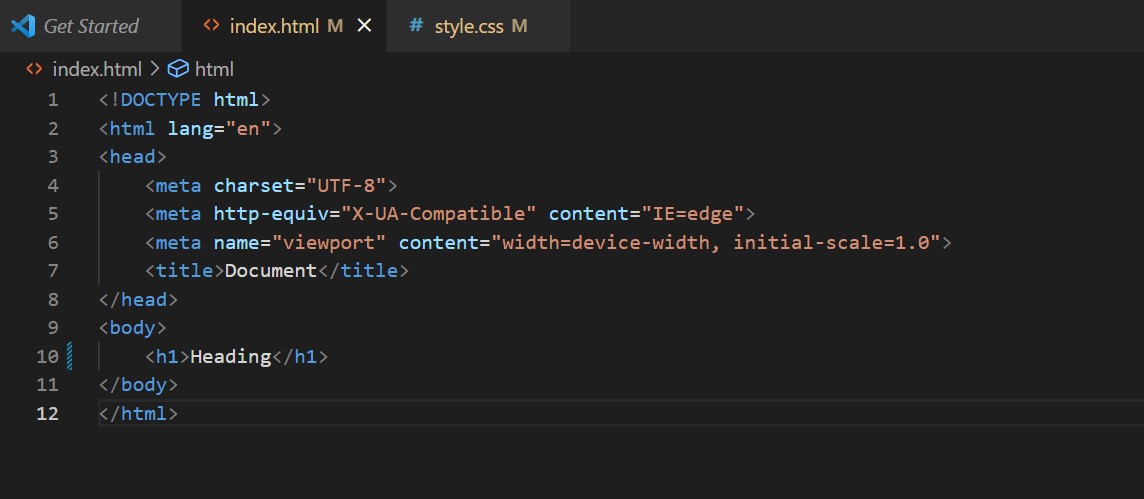 Get Started index.html M style.css M
index.html > html
1 <!DOCTYPE html>
2 <html lang="en">
3 <head>
4     <meta charset="UTF-8">
5     <meta http-equiv="X-UA-Compatible" content="IE=edge">
6     <meta name="viewport" content="width=device-width, initial-scale=1.0">
7     <title>Document</title>
8 </head>
9 <body>
10     <h1>Heading</h1>
11 </body>
12 </html>